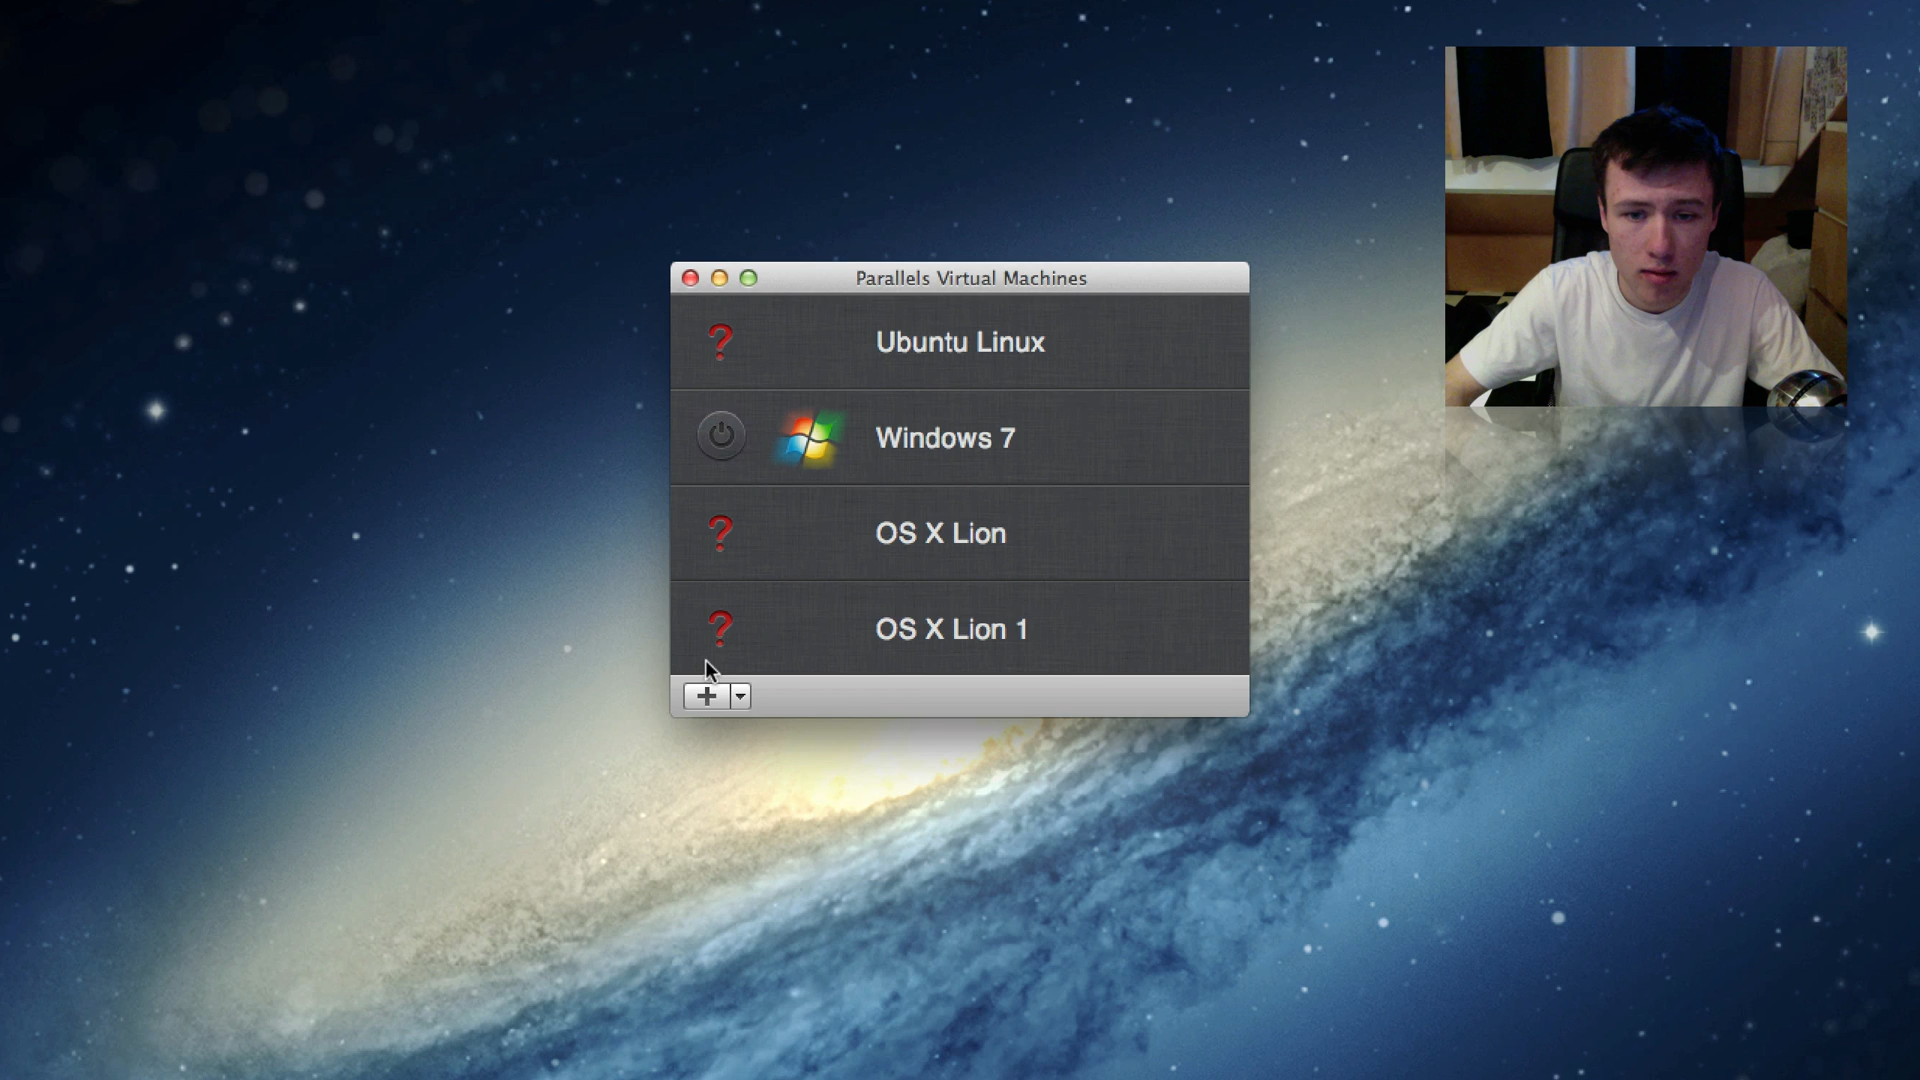 Parallels Virtual Machines
Ubuntu Linux
Windows 7
OS X Lion
OS X Lion 1